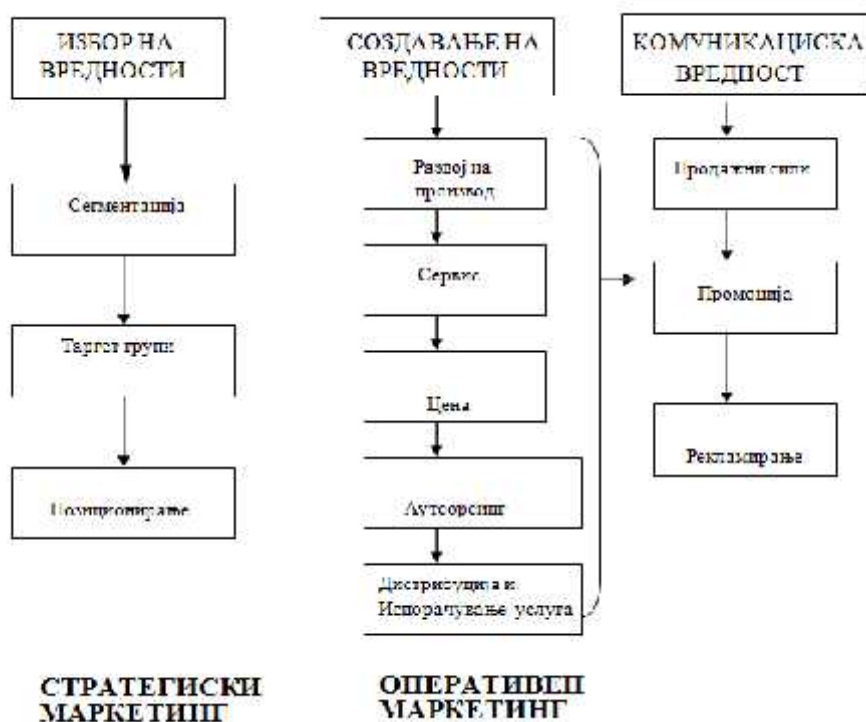 ИЗБОР НА
ВРЕДНОСТИ
Сегментација
Таргет групи
Позиционирање
СТРАТЕГИСКИ
МАРКЕТИНГ
СОЗДАВАЊЕ НА
ВРЕДНОСТИ
Развој на
производ
Сервис
Цена
Аутсорсинг
Дистрибуција и
Испорачување услуга
ОПЕРАТИВЕН
МАРКЕТИНГ
КОМУНИКАЦИСКА
ВРЕДНОСТ
Продажни сили
Промоција
Рекламирање